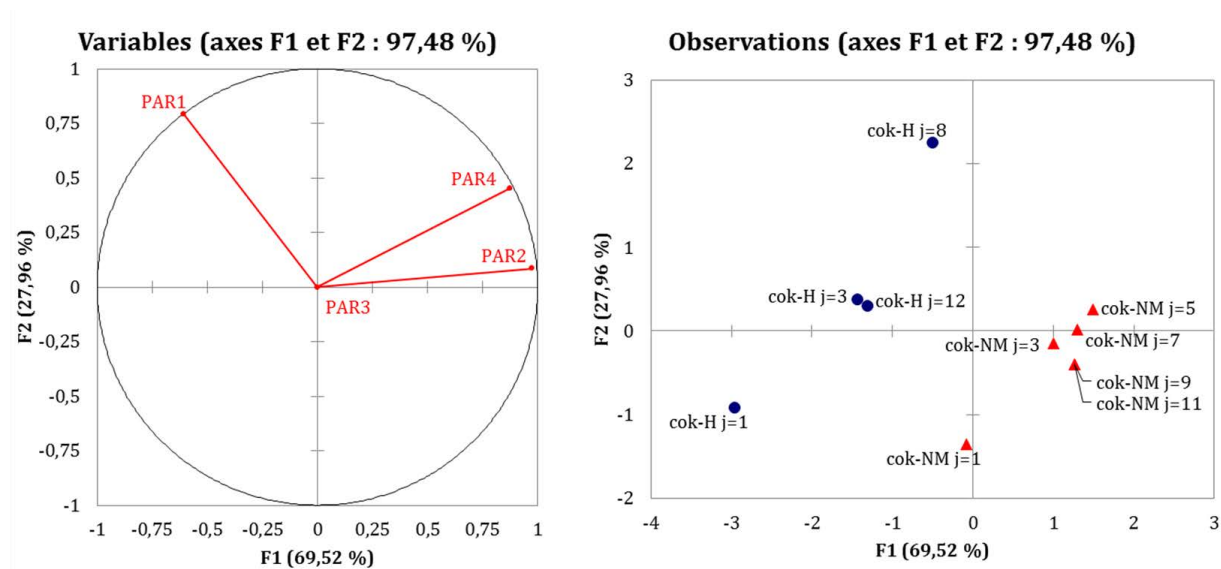 Variables (axes F1 et F2 : 97,48 %)
1
0,75
0,5
0,25
0
-0,25
-0,5
-0,75
-1
-1 -0,75 -0,5 -0,25 0 0,25 0,5 0,75 1
F2 (27,96 %)
F1 (69,52 %)
PAR1
PAR4
PAR2
PAR3
Observations (axes F1 et F2 : 97,48 %)
3
2
1
0
-1
-2
-4 -3 -2 -1 0 1 2 3
F2 (27,96 %)
F1 (69,52 %)
cok-H j=8
cok-H j=3
cok-H j=12
cok-NM j=5
cok-NM j=7
cok-NM j=3
cok-NM j=9
cok-NM j=11
cok-H j=1
cok-NM j=1